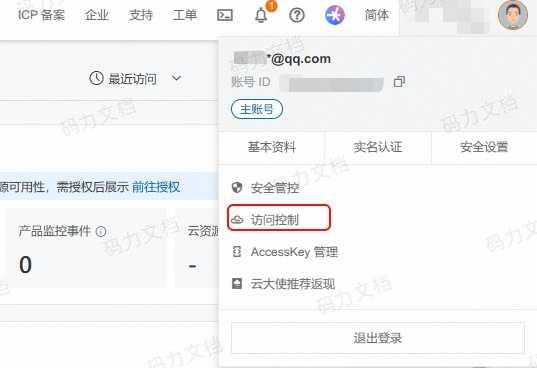 ICP 备案 企业 支持 工单 1 简体
*@qq.com
最近访问
账号 ID
主账号
基本资料 实名认证 安全设置
源可用性，需授权后展示 前往授权
安全管控
产品监控事件 云资源
访问控制
0 -
AccessKey 管理
云大使推荐返现
退出登录
码力文档
码力文档
码力文档
码力文档
码力文档
码力文档
码力文档